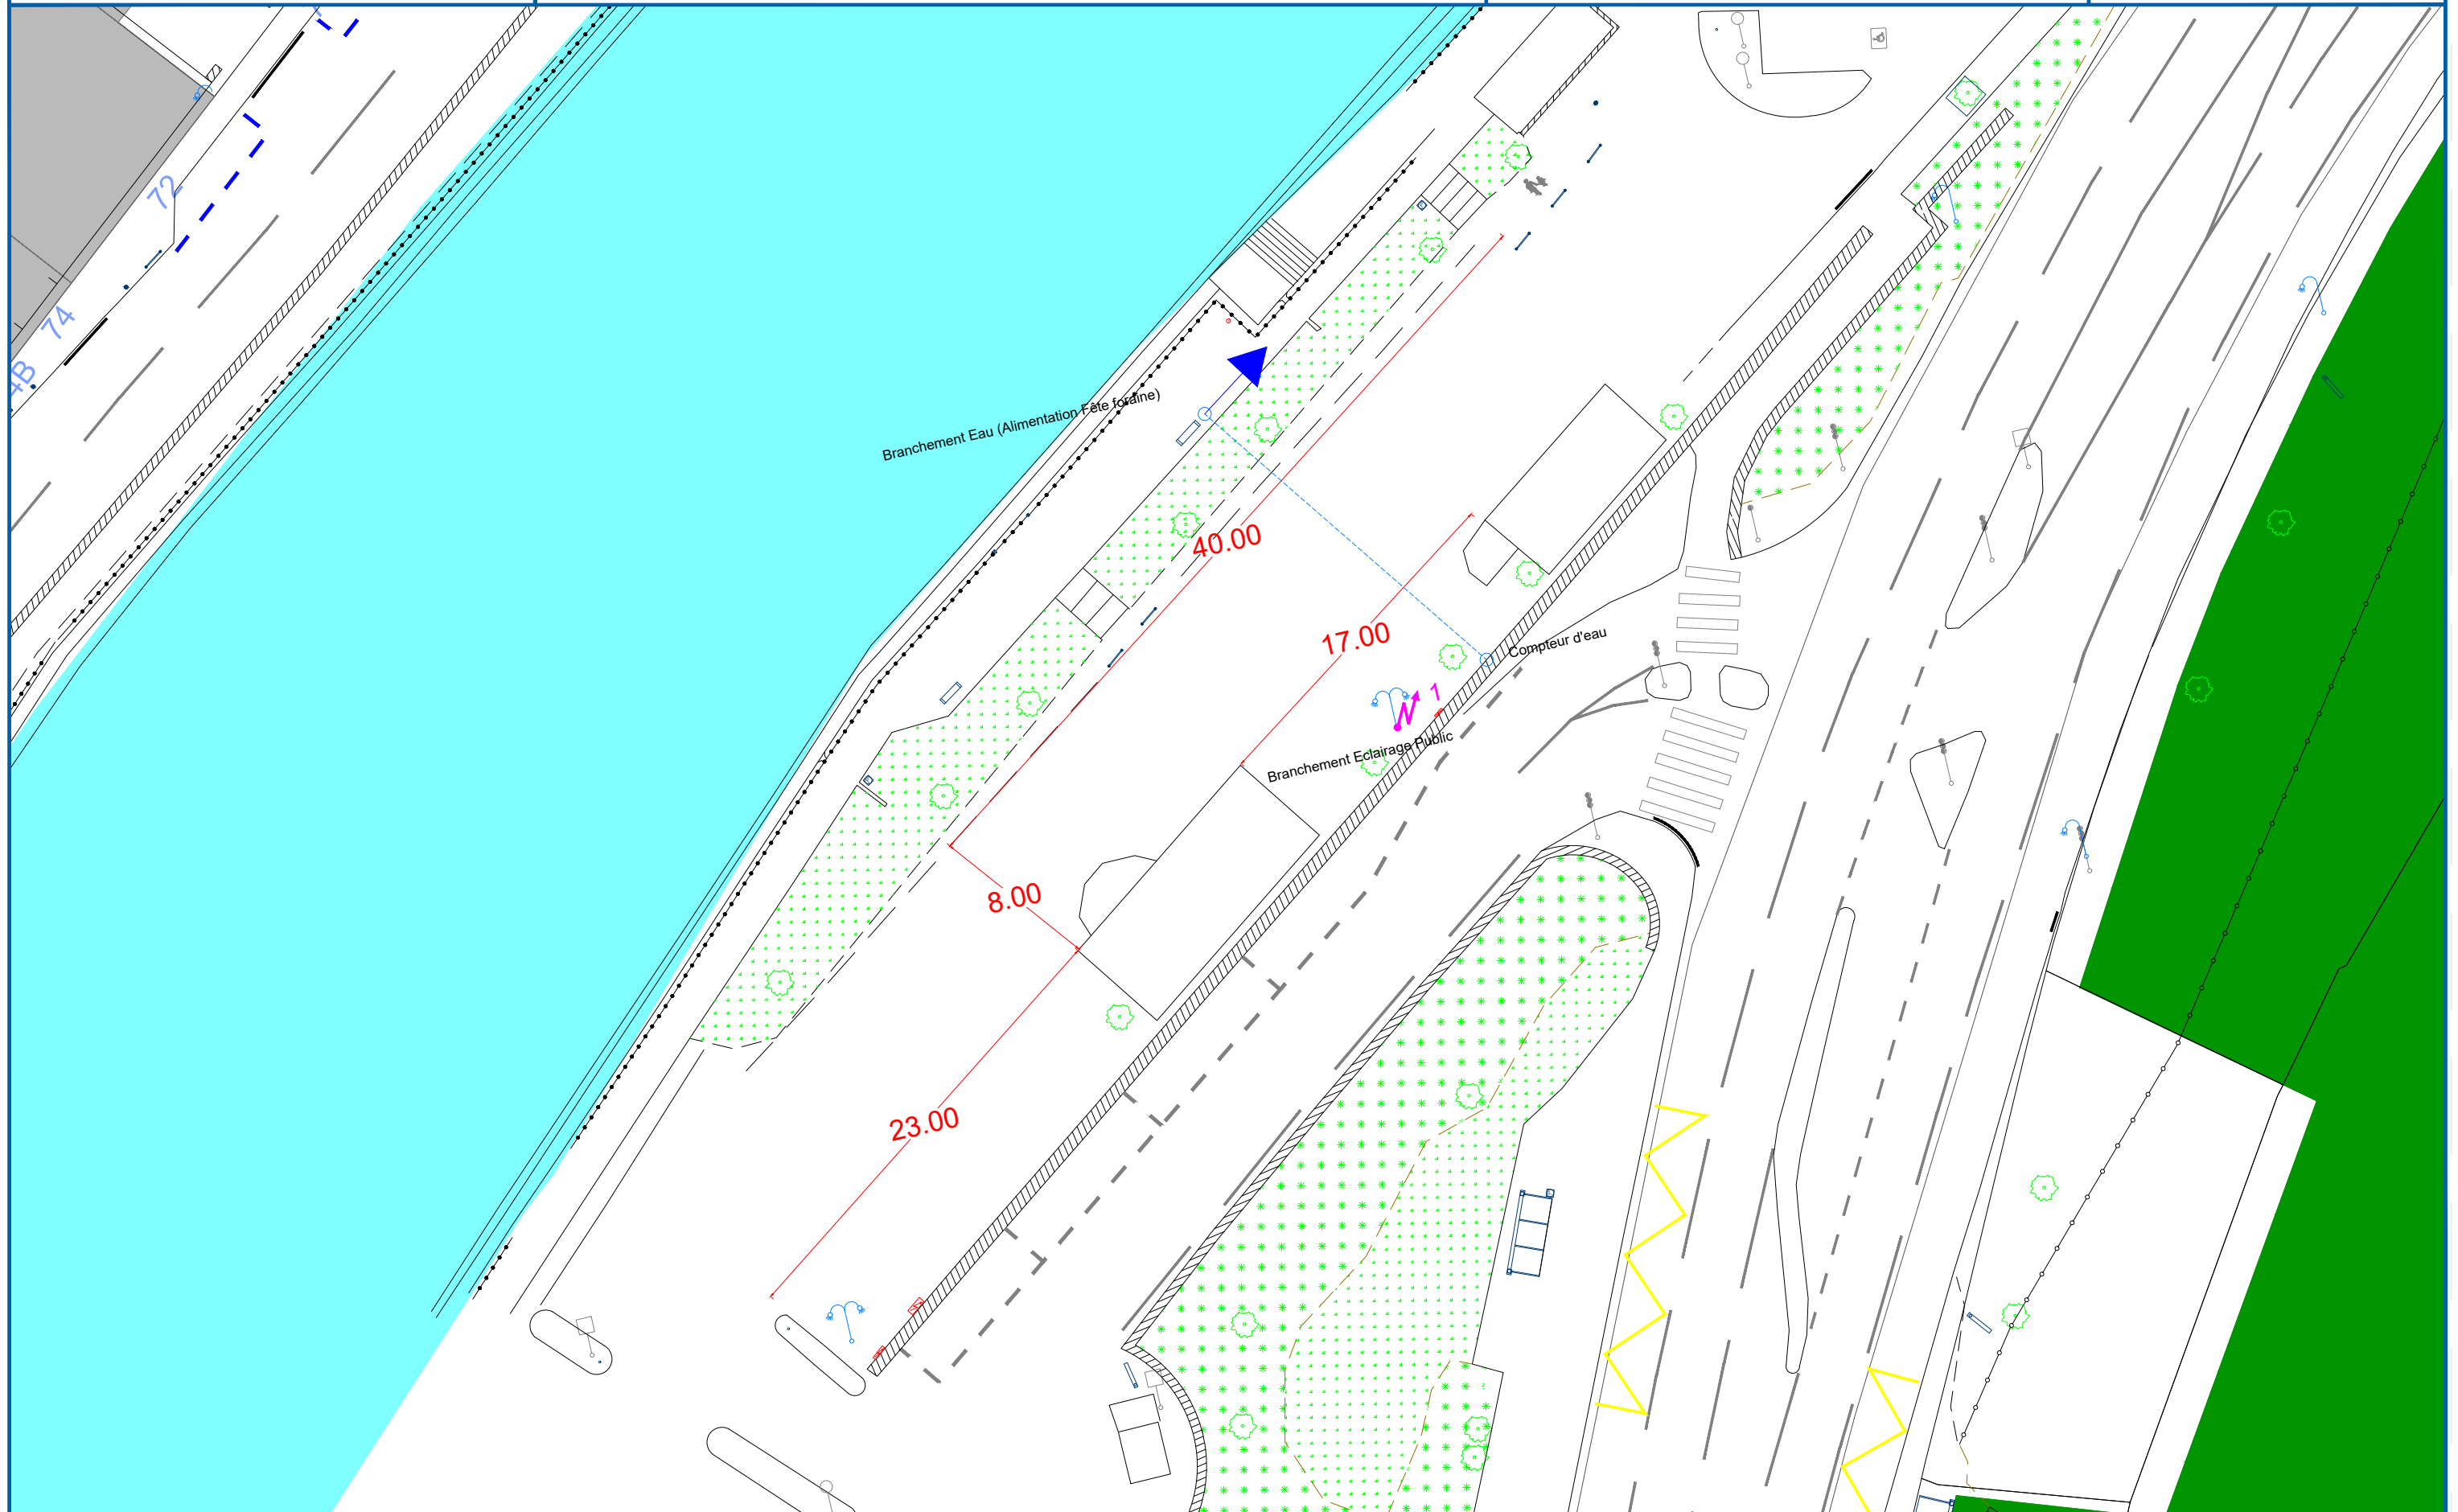 72
74
4B
Branchement Eau (Alimentation Fête foraine)
40.00
17.00
Compteur d'eau
1
Branchement Eclairage Public
8.00
23.00